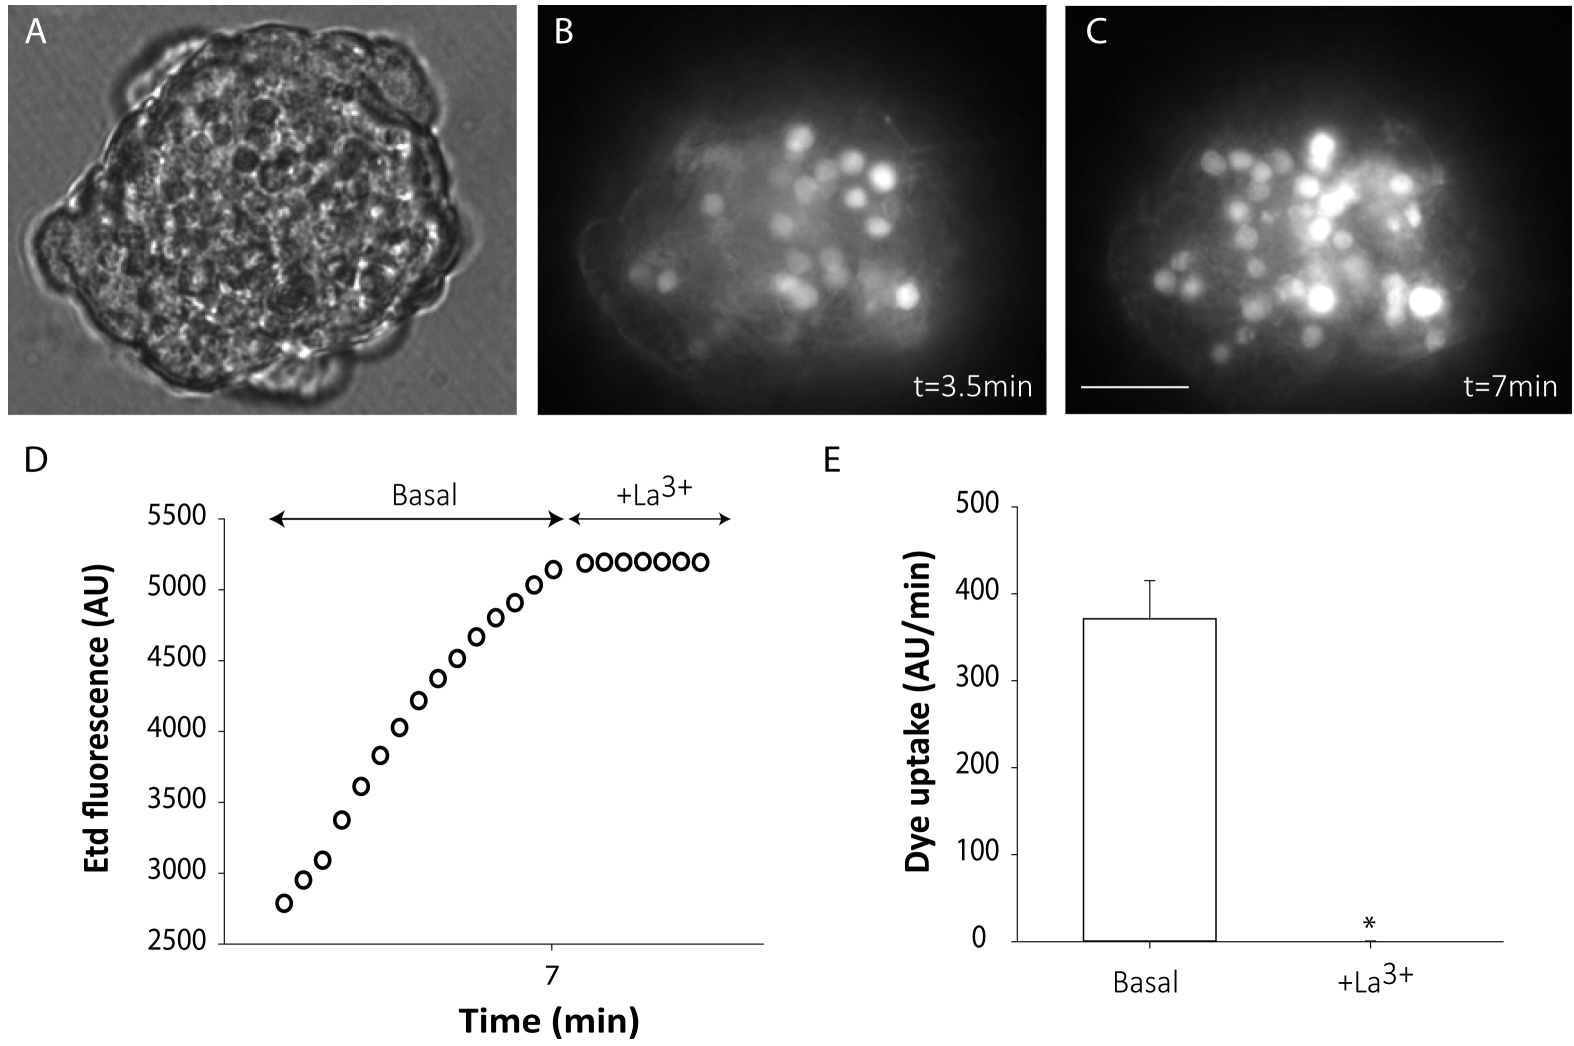 A
B
C
t=3.5min
t=7min
D
E
Basal
+La3+
5500
5000
4500
4000
3500
3000
2500
Etd fluorescence (AU)
7
Time (min)
500
400
300
200
100
0
Dye uptake (AU/min)
*
Basal
+La3+